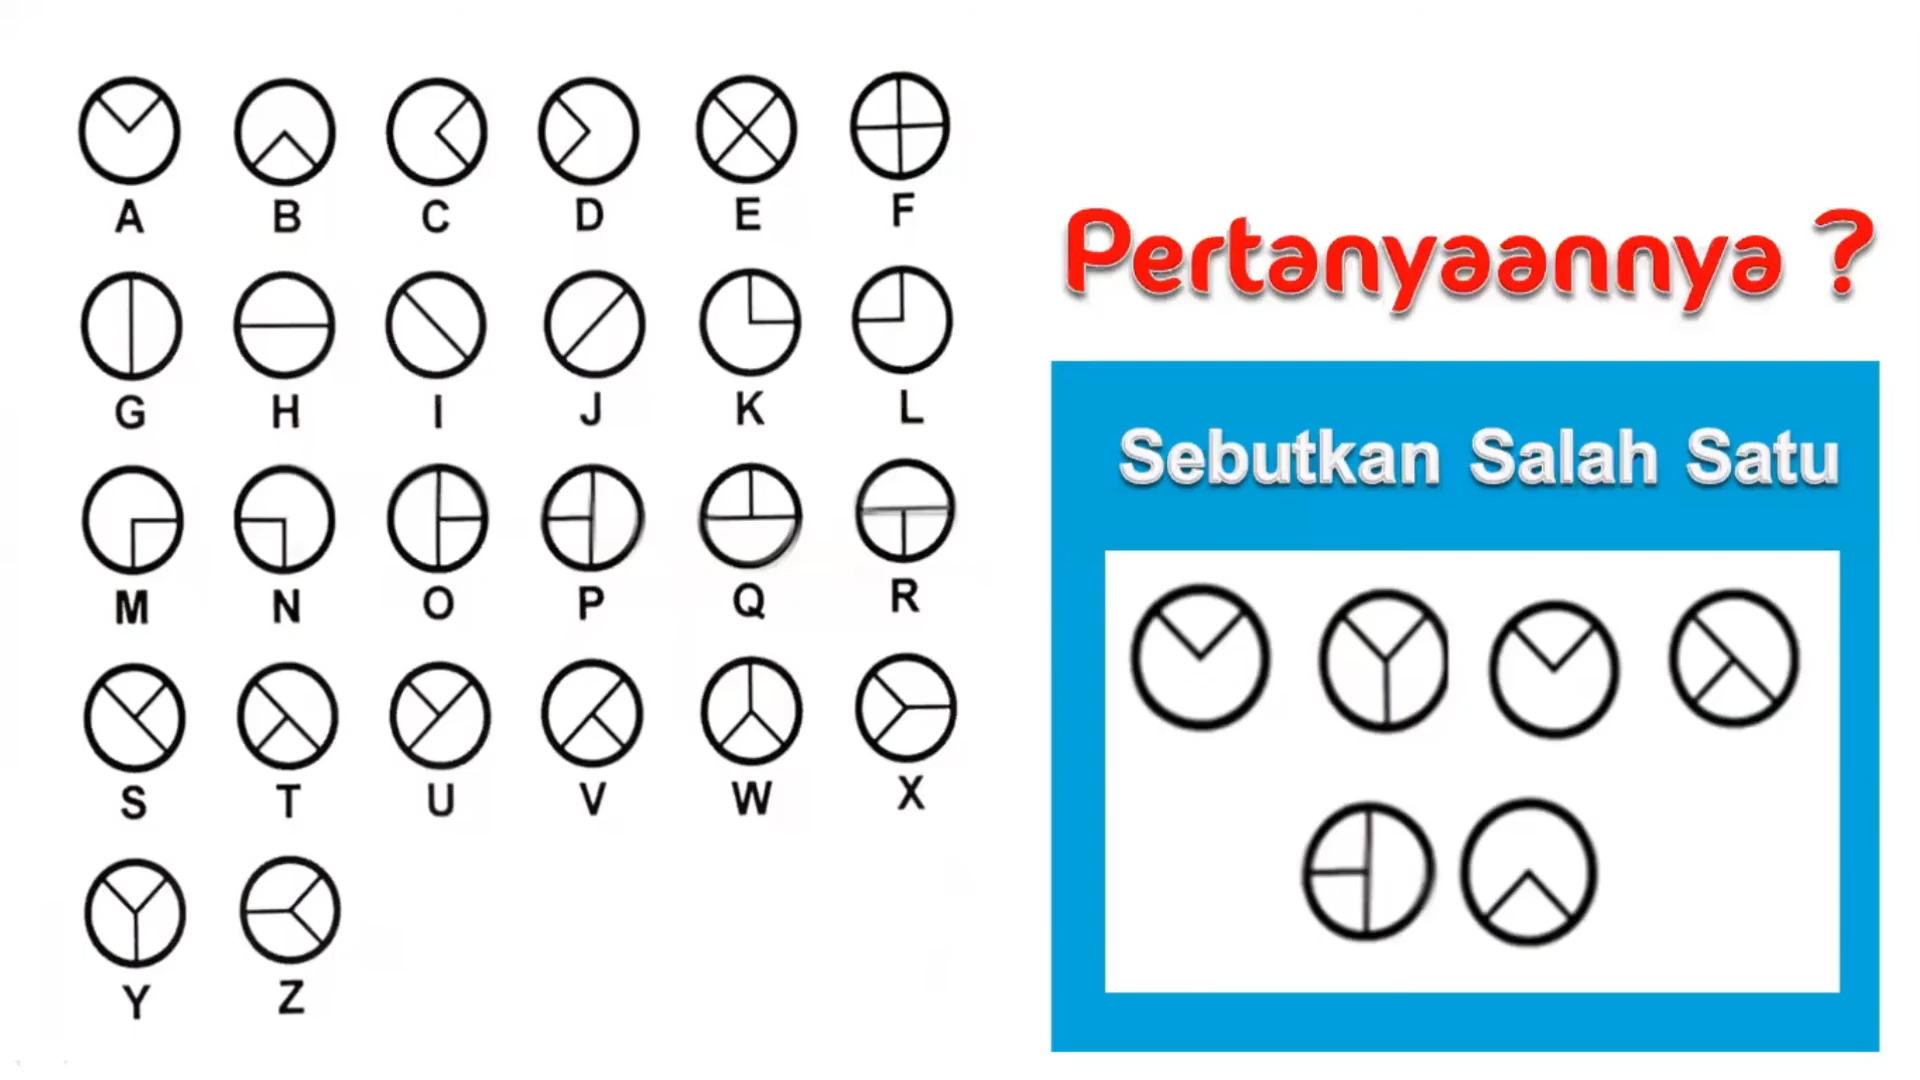 A B C D E F
Pertanyaannya ?
G H I J K L
Sebutkan Salah Satu
M N O P Q R
S T U V W X
Y Z